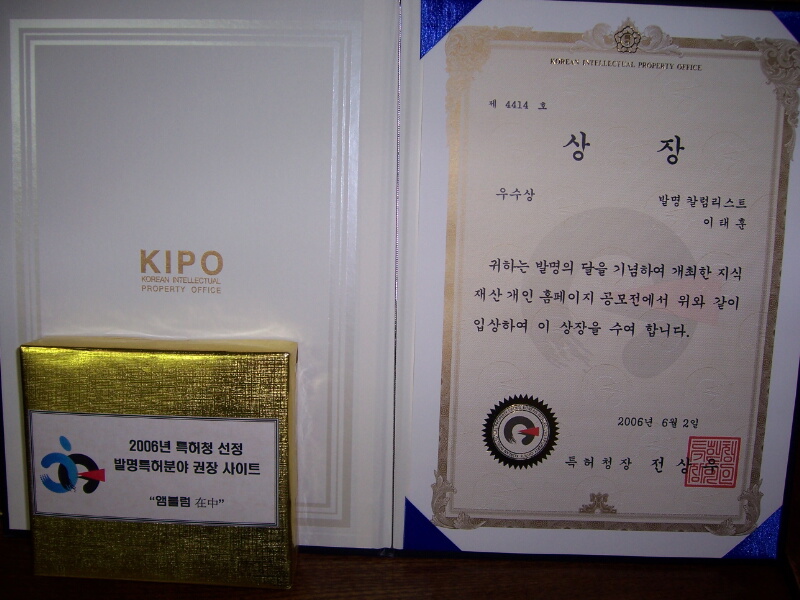 KIPO
KOREAN INTELLECTUAL
PROPERTY OFFICE
2006년 특허청 선정
발명특허분야 권장 사이트
“앰블럼 在中”
KOREAN INTELLECTUAL PROPERTY OFFICE
제 4414 호
상 장
우수상
발명 칼럼리스트
이 태 훈
귀하는 발명의 달을 기념하여 개최한 지식
재산 개인 홈페이지 공모전에서 위와 같이
입상하여 이 상장을 수여 합니다.
2006년 6월 2일
특허청장 전상우